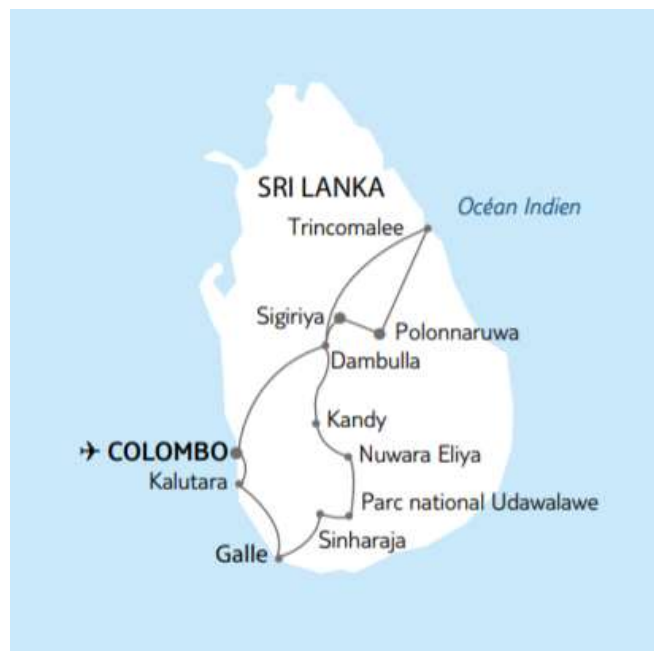 SRI LANKA
Océan Indien
Trincomalee
Sigiriya
Polonnaruwa
Dambulla
Kandy
COLOMBO
Nuwara Eliya
Kalutara
Parc national Udawalawe
Sinharaja
Galle